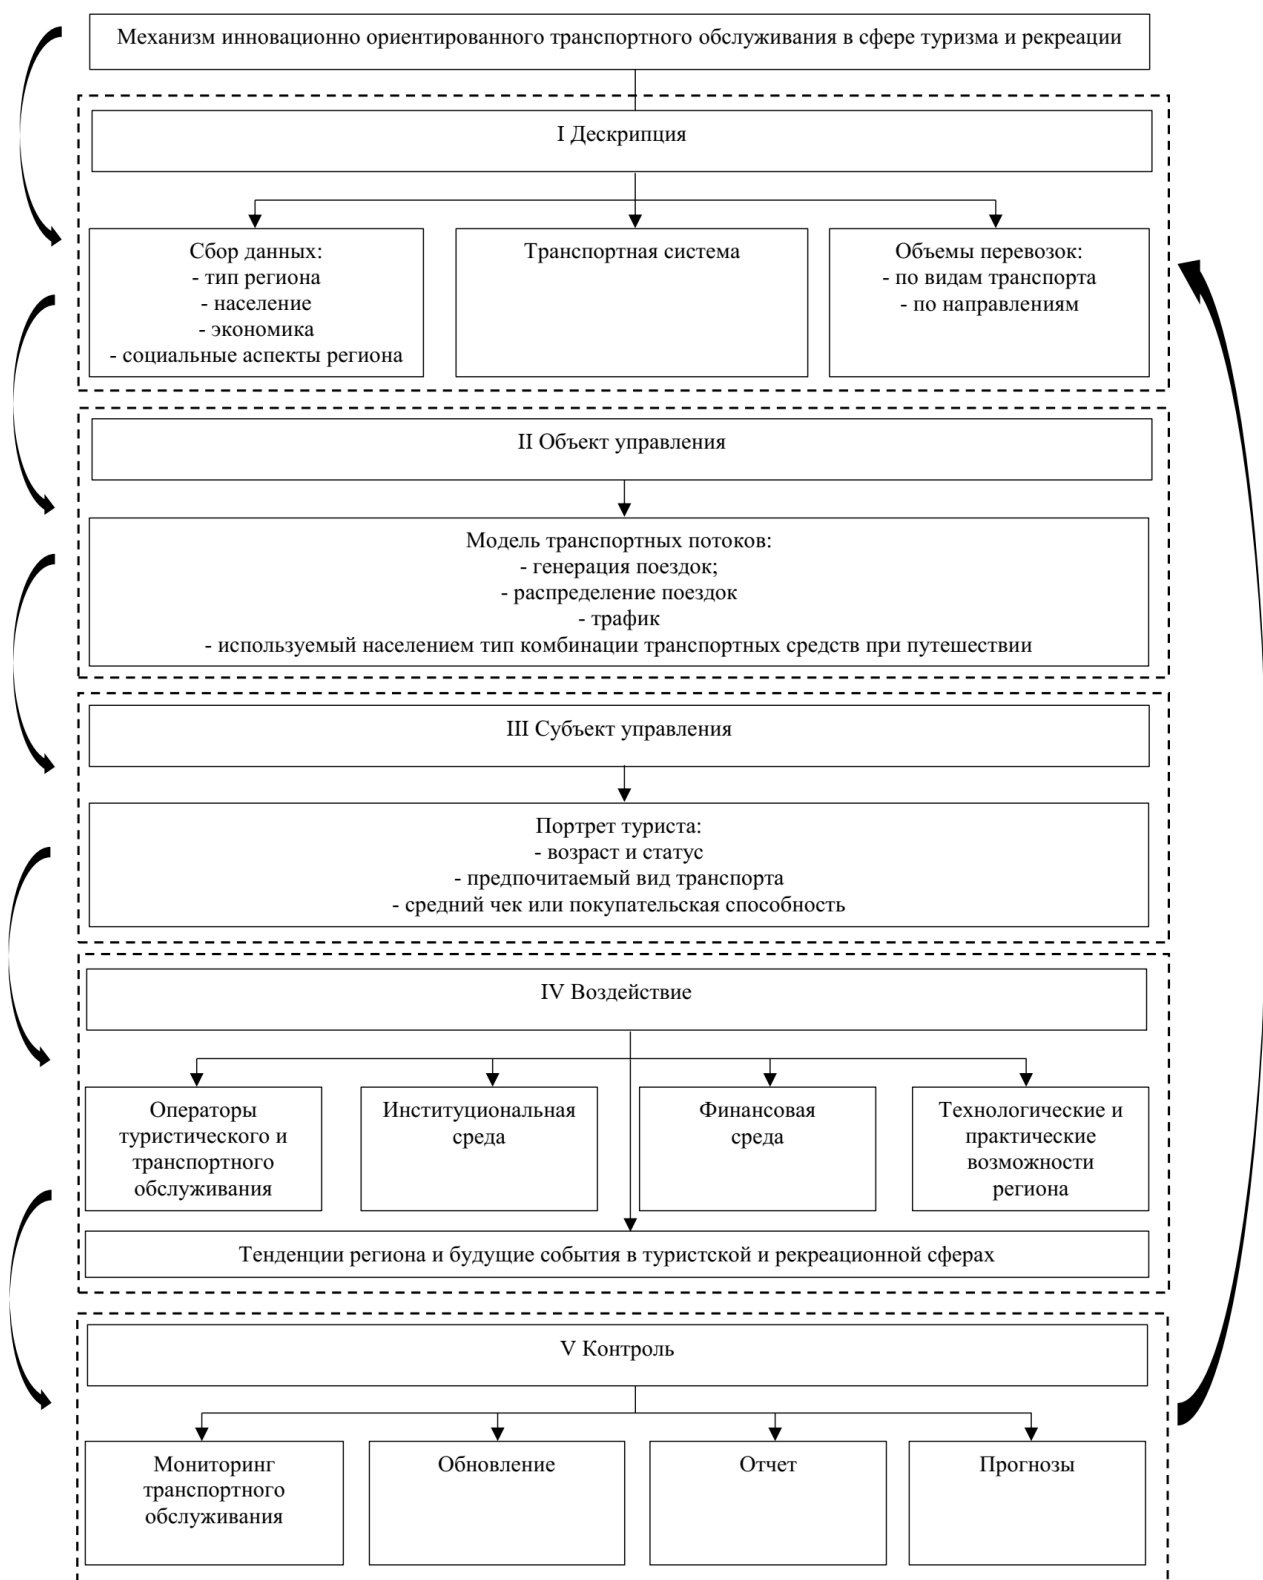 Механизм инновационно ориентированного транспортного обслуживания в сфере туризма и рекреации
I Дескрипция
Сбор данных:
- тип региона
- население
- экономика
- социальные аспекты региона
Транспортная система
Объемы перевозок:
- по видам транспорта
- по направлениям
II Объект управления
Модель транспортных потоков:
- генерация поездок;
- распределение поездок
- трафик
- используемый населением тип комбинации транспортных средств при путешествии
III Субъект управления
Портрет туриста:
- возраст и статус
- предпочитаемый вид транспорта
- средний чек или покупательская способность
IV Воздействие
Операторы
туристического и
транспортного
обслуживания
Институциональная
среда
Финансовая
среда
Технологические и
практические
возможности
региона
Тенденции региона и будущие события в туристской и рекреационной сферах
V Контроль
Мониторинг
транспортного
обслуживания
Обновление
Отчет
Прогнозы